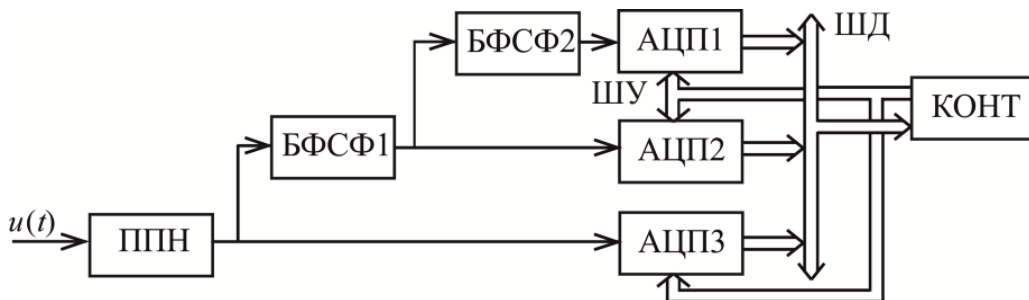 БФСФ2
АЦП1
ШД
ШУ
КОНТ
БФСФ1
АЦП2
u(t)
ППН
АЦП3